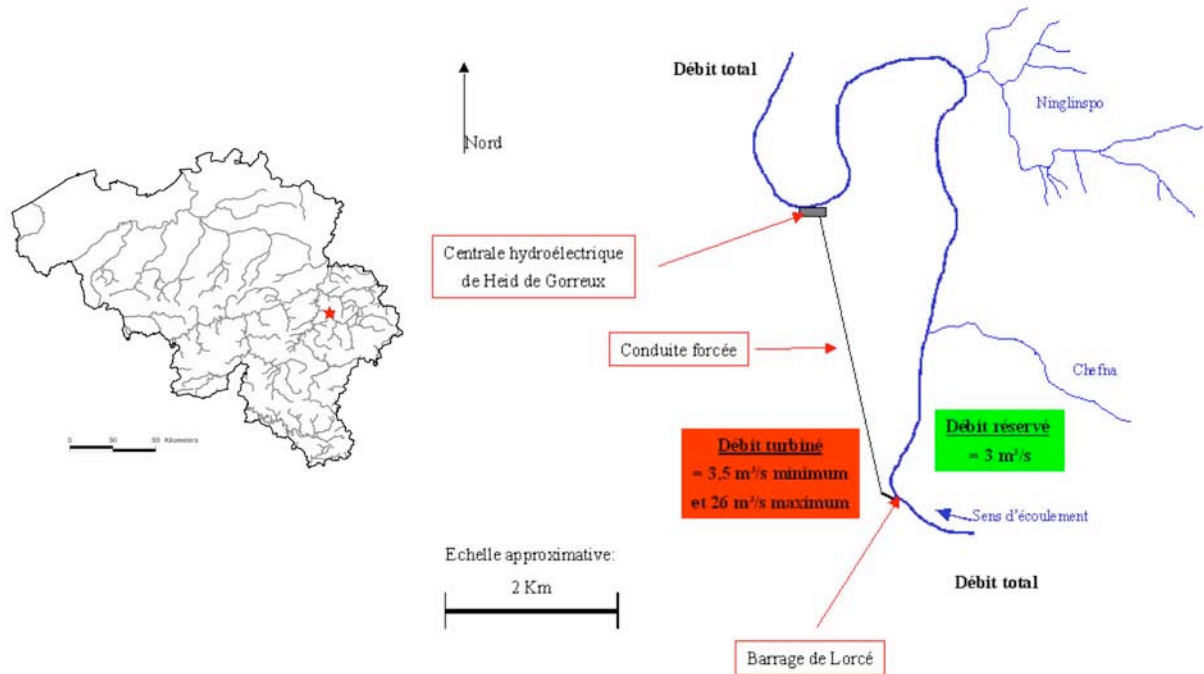 Débit total
Ninglinspo
Nord
Centrale hydroélectrique
de Heid de Gorreux
Conduite forcée
Chefna
Débit turbiné
= 3,5 m³/s minimum
et 26 m³/s maximum
Débit réservé
= 3 m³/s
Sens d'écoulement
Echelle approximative:
2 Km
Débit total
Barrage de Lorcé
0
Kilometers